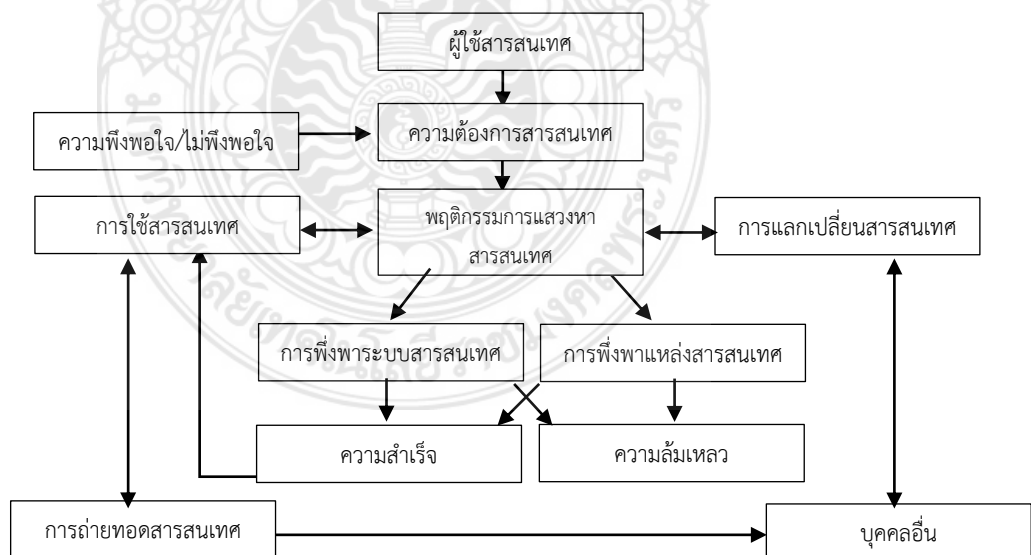 ผู้ใช้สารสนเทศ
ความต้องการสารสนเทศ
ความพึงพอใจ/ไม่พึงพอใจ
การใช้สารสนเทศ
พฤติกรรมการแสวงหา
สารสนเทศ
การแลกเปลี่ยนสารสนเทศ
การพึ่งพาระบบสารสนเทศ
การพึ่งพาแหล่งสารสนเทศ
ความสำเร็จ
ความล้มเหลว
การถ่ายทอดสารสนเทศ
บุคคลอื่น